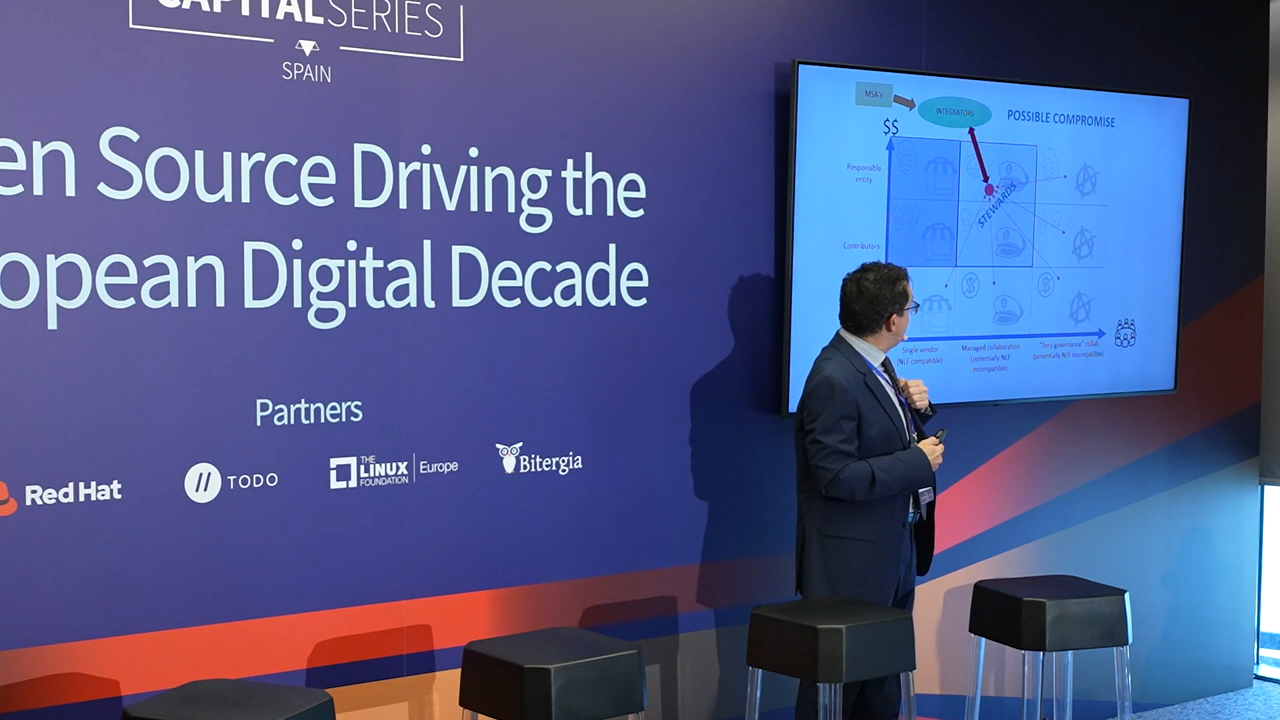 CAPITAL SERIES
SPAIN
en Source Driving the
opean Digital Decade
Partners
Red Hat
TODO
THE
LINUX
FOUNDATION
Europe
Bitergia
MSA's
INTEGRATORS
POSSIBLE COMPROMISE
$$
Responsible
entity
STEWARDS
Contributors
Single vendor
(NLF compatible)
Managed collaboration
(potentially NLF
incompatible)
"Zero governance" collab
(potentially NLF incompatible)